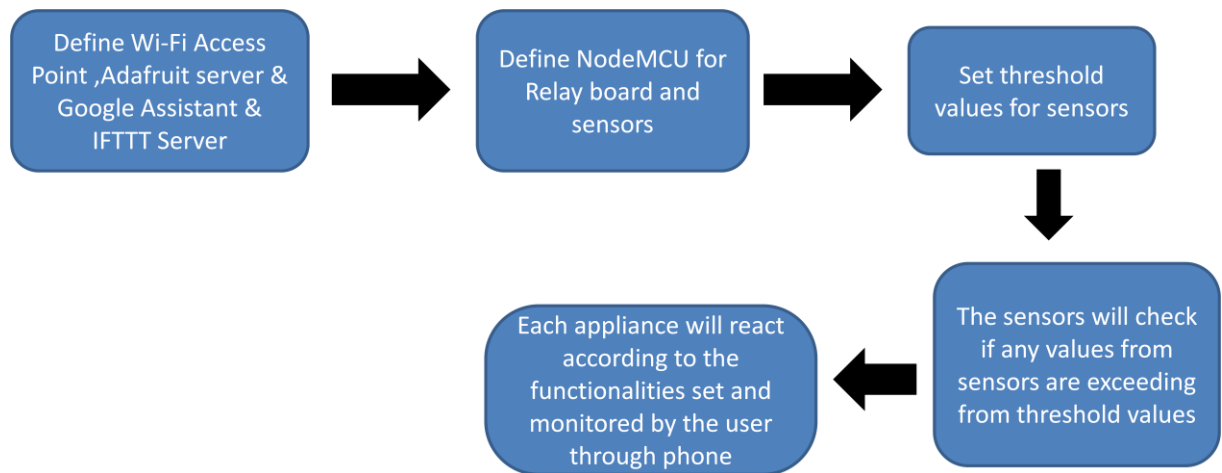 Define Wi-Fi Access
Point ,Adafruit server &
Google Assistant &
IFTTT Server
Define NodeMCU for
Relay board and
sensors
Set threshold
values for sensors
The sensors will check
if any values from
sensors are exceeding
from threshold values
Each appliance will react
according to the
functionalities set and
monitored by the user
through phone